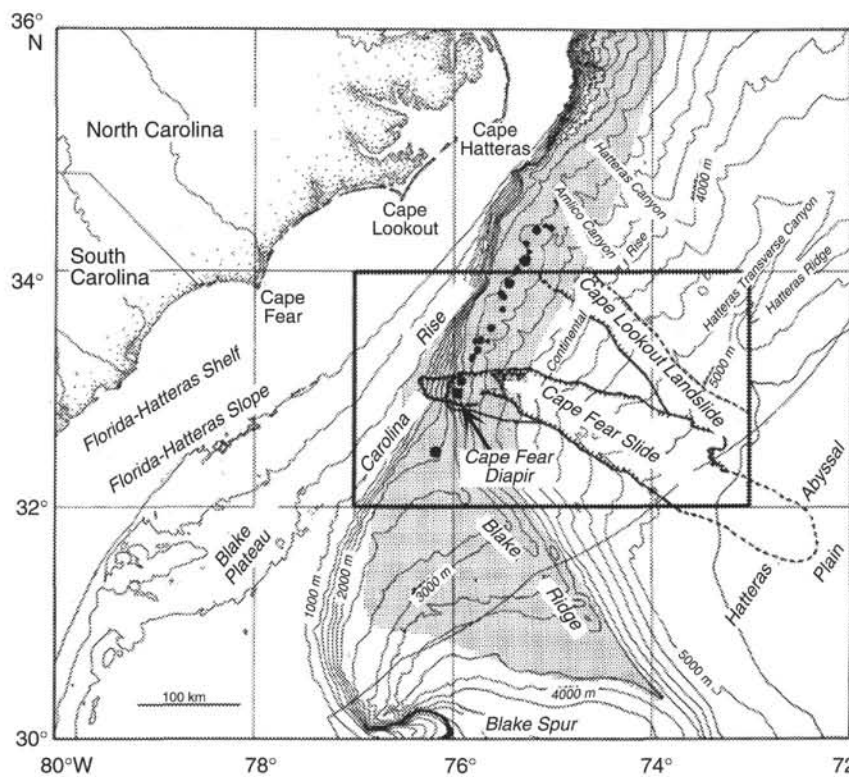 36°
N
North Carolina
Cape
Hatteras
Cape
Lookout
South
Carolina
Cape
Fear
Hatteras Canyon
4000 m
Amlico Canyon
Rise
Hatteras Transverse Canyon
Hatteras Ridge
34°
Rise
Continental
Cape Lookout Landslide
5000 m
Florida-Hatteras Shelf
Cape Fear Slide
Florida-Hatteras Slope
Carolina
Cape Fear
Diapir
Abyssal
32°
Blake
Plateau
Blake
Plain
1000 m
2000 m
3000 m
Hatteras
Ridge
5000 m
100 km
4000 m
Blake Spur
30°
80°W
78°
76°
74°
72